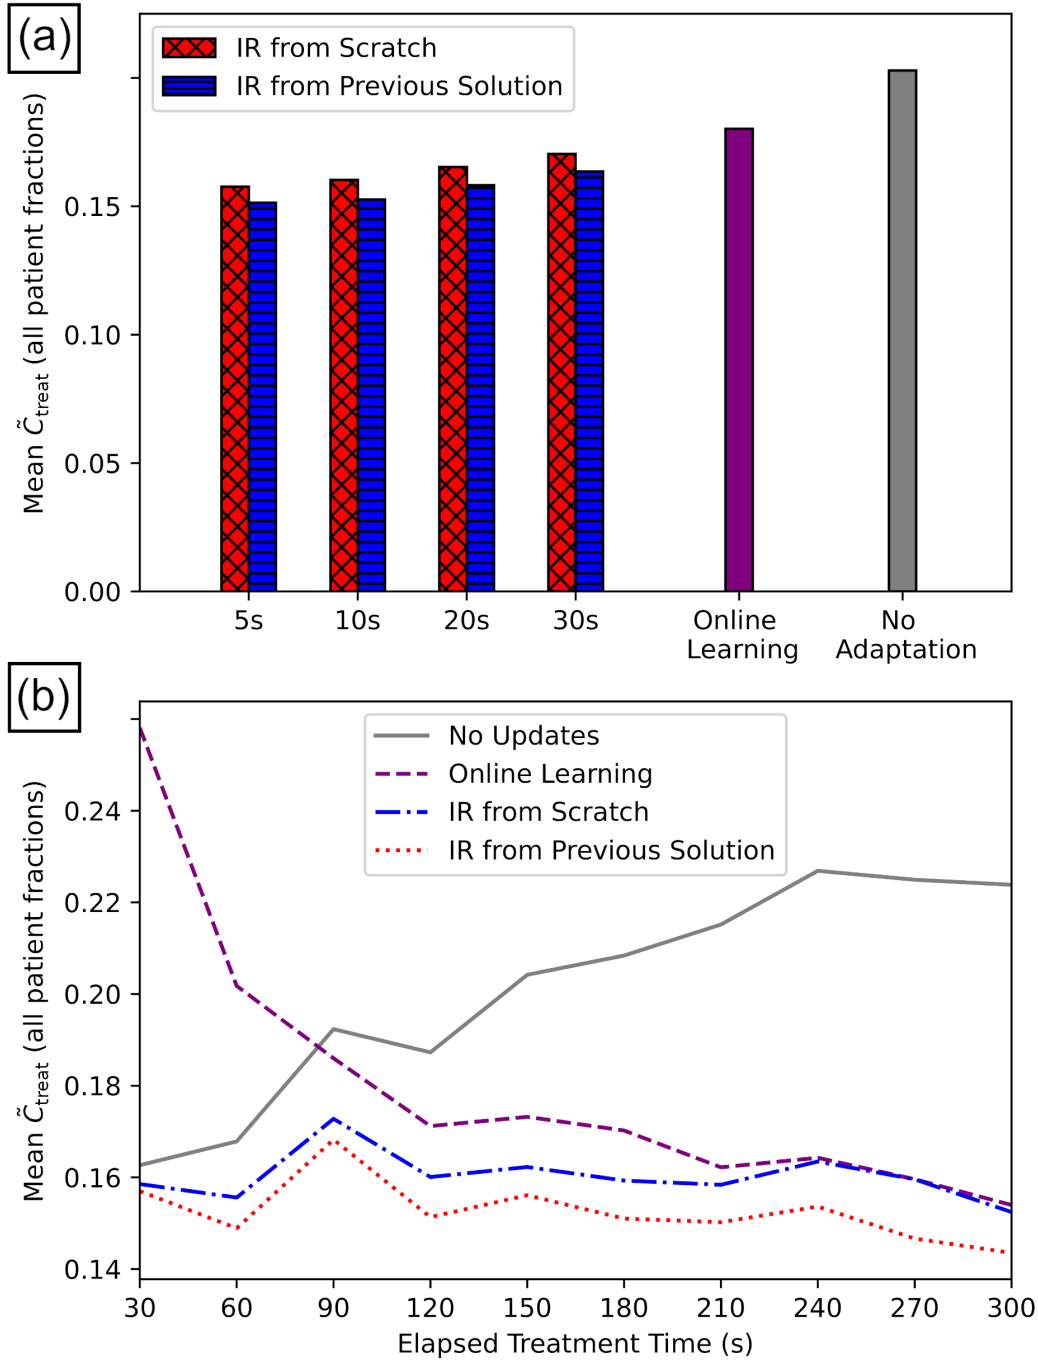 (a)
IR from Scratch
IR from Previous Solution
Mean C̃treat (all patient fractions)
0.15
0.10
0.05
0.00
5s
10s
20s
30s
Online
Learning
No
Adaptation
(b)
No Updates
Online Learning
IR from Scratch
IR from Previous Solution
Mean C̃treat (all patient fractions)
0.24
0.22
0.20
0.18
0.16
0.14
30 60 90 120 150 180 210 240 270 300
Elapsed Treatment Time (s)